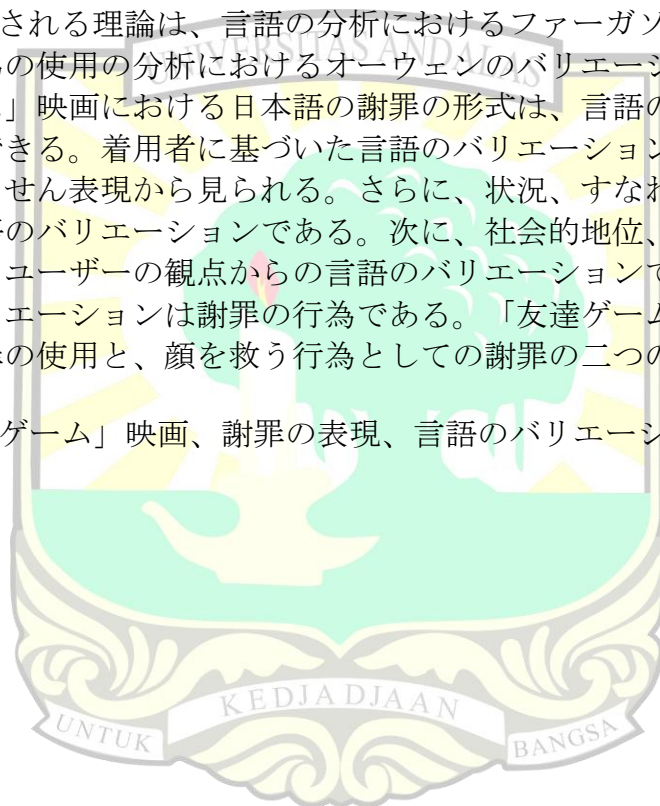 される理論は、言語の分析におけるファーガソ
の使用の分析におけるオーウェンのバリエーシ
」映画における日本語の謝罪の形式は、言語の
できる。着用者に基づいた言語のバリエーション
せん表現から見られる。さらに、状況、すなわ
のバリエーションである。次に、社会的地位、
ユーザーの観点からの言語のバリエーションで
エーションは謝罪の行為である。「友達ゲーム
の使用と、顔を救う行為としての謝罪の二つの
ゲーム」映画、謝罪の表現、言語のバリエーシ
UNIVERSITAS ANDALAS
KEDJADJAAN
UNTUK
BANGSA